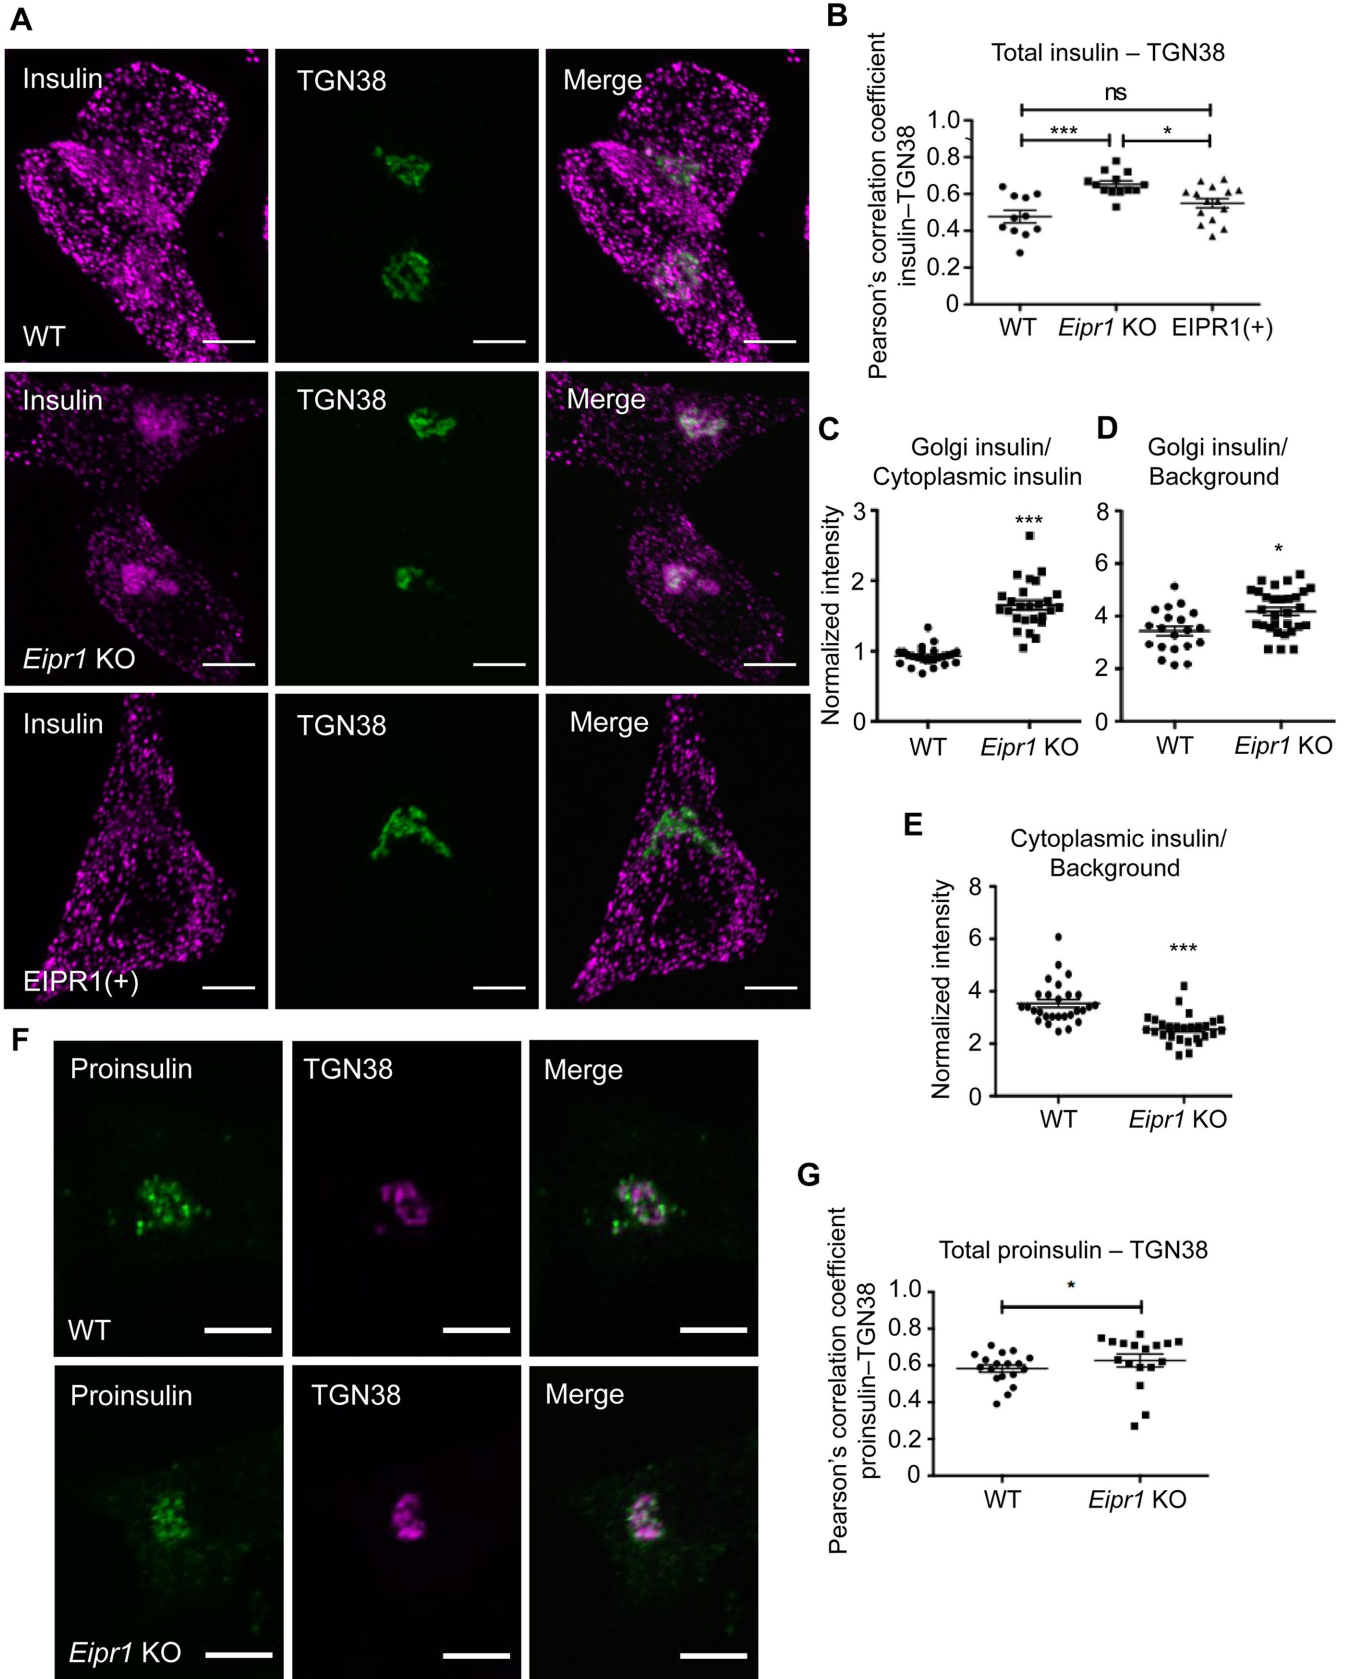 A
Insulin
TGN38
Merge
WT
Insulin
TGN38
Merge
Eipr1 KO
Insulin
TGN38
Merge
EIPR1(+)
B
Total insulin – TGN38
Pearson's correlation coefficient
insulin–TGN38
ns
***
*
1.0
0.8
0.6
0.4
0.2
0
WT
Eipr1 KO
EIPR1(+)
C
Golgi insulin/
Cytoplasmic insulin
Normalized intensity
***
3
2
1
0
WT
Eipr1 KO
D
Golgi insulin/
Background
*
8
6
4
2
0
WT
Eipr1 KO
E
Cytoplasmic insulin/
Background
Normalized intensity
***
8
6
4
2
0
WT
Eipr1 KO
F
Proinsulin
TGN38
Merge
WT
Proinsulin
TGN38
Merge
Eipr1 KO
G
Total proinsulin – TGN38
Pearson's correlation coefficient
proinsulin–TGN38
*
1.0
0.8
0.6
0.4
0.2
0
WT
Eipr1 KO